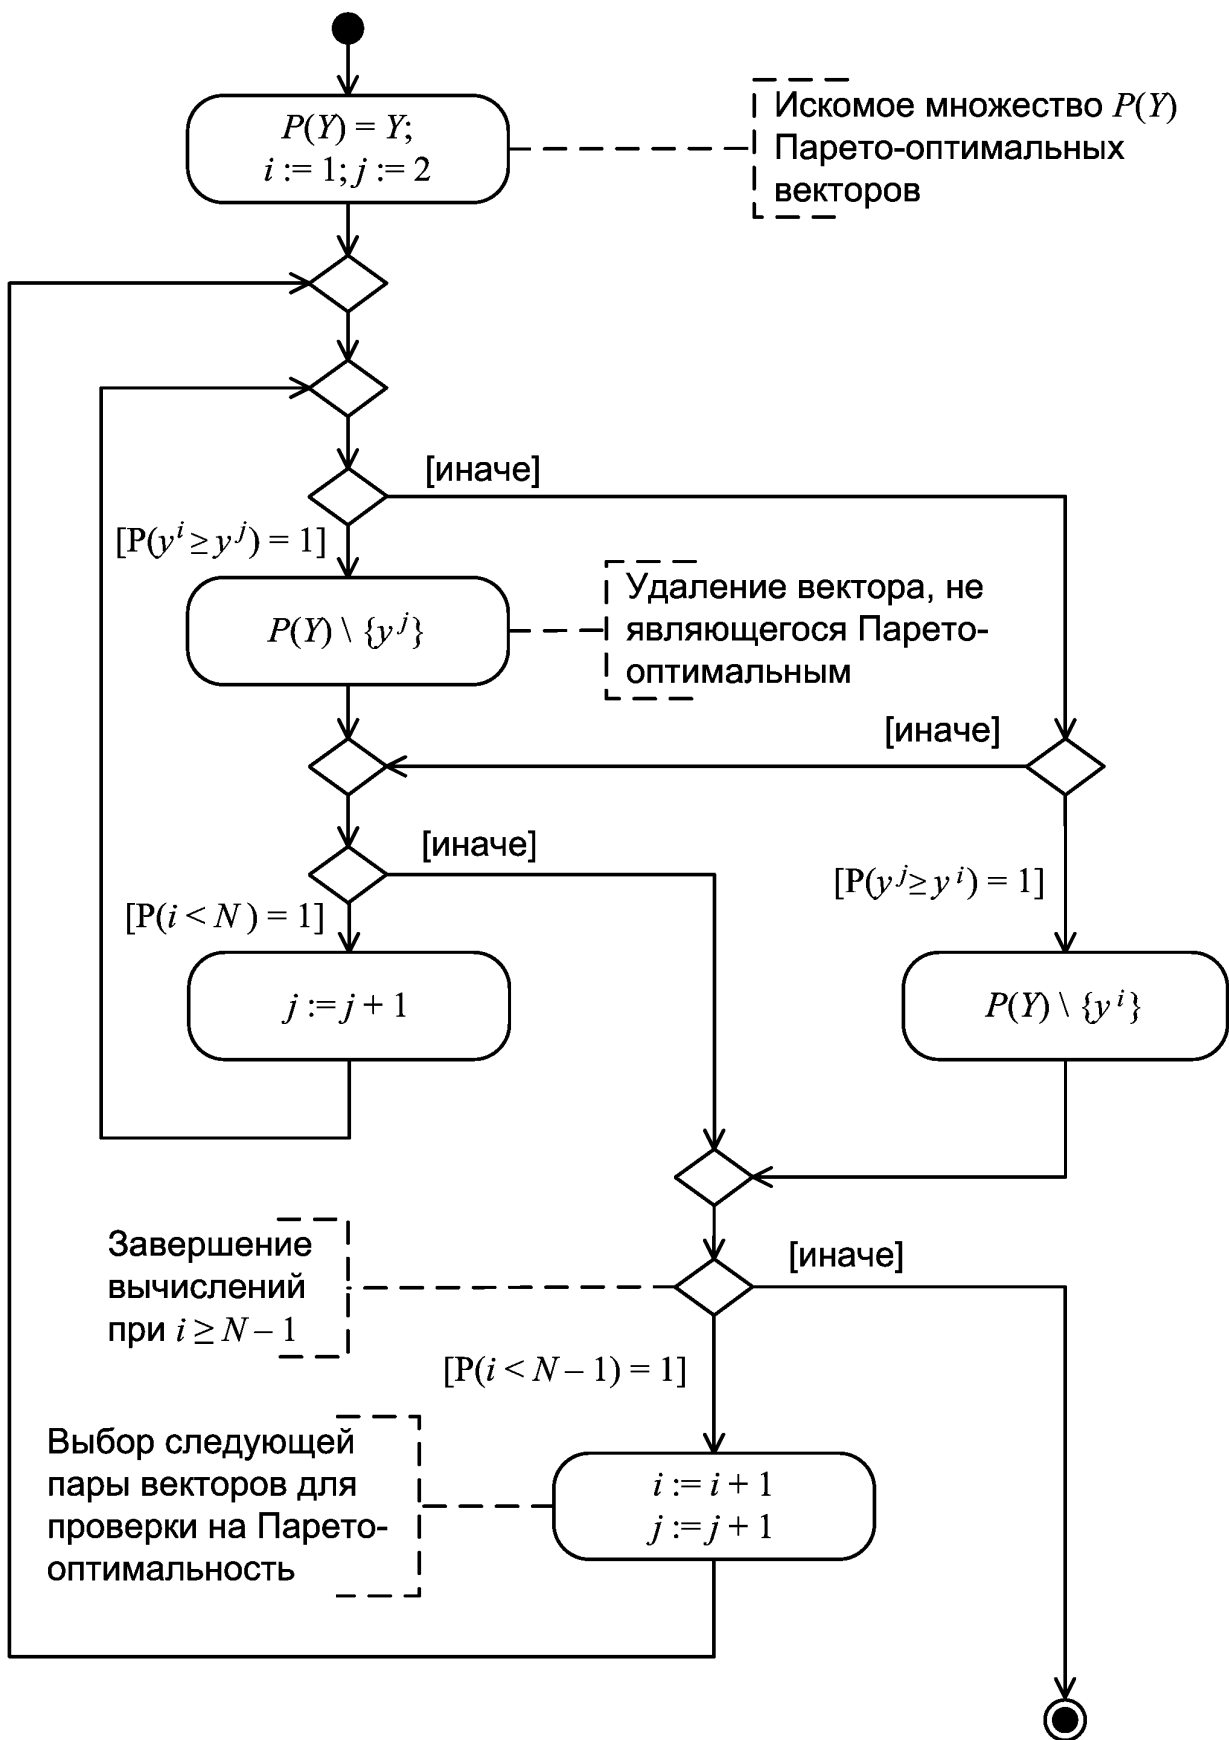 P(Y) = Y;
i := 1; j := 2
Искомое множество P(Y)
Парето-оптимальных
векторов
[иначе]
[P(y^i ≥ y^j) = 1]
P(Y) \ {y^j}
Удаление вектора, не
являющегося Парето-
оптимальным
[иначе]
[иначе]
[P(y^j ≥ y^i) = 1]
[P(i < N) = 1]
j := j + 1
P(Y) \ {y^i}
Завершение
вычислений
при i ≥ N – 1
[иначе]
[P(i < N – 1) = 1]
Выбор следующей
пары векторов для
проверки на Парето-
оптимальность
i := i + 1
j := j + 1